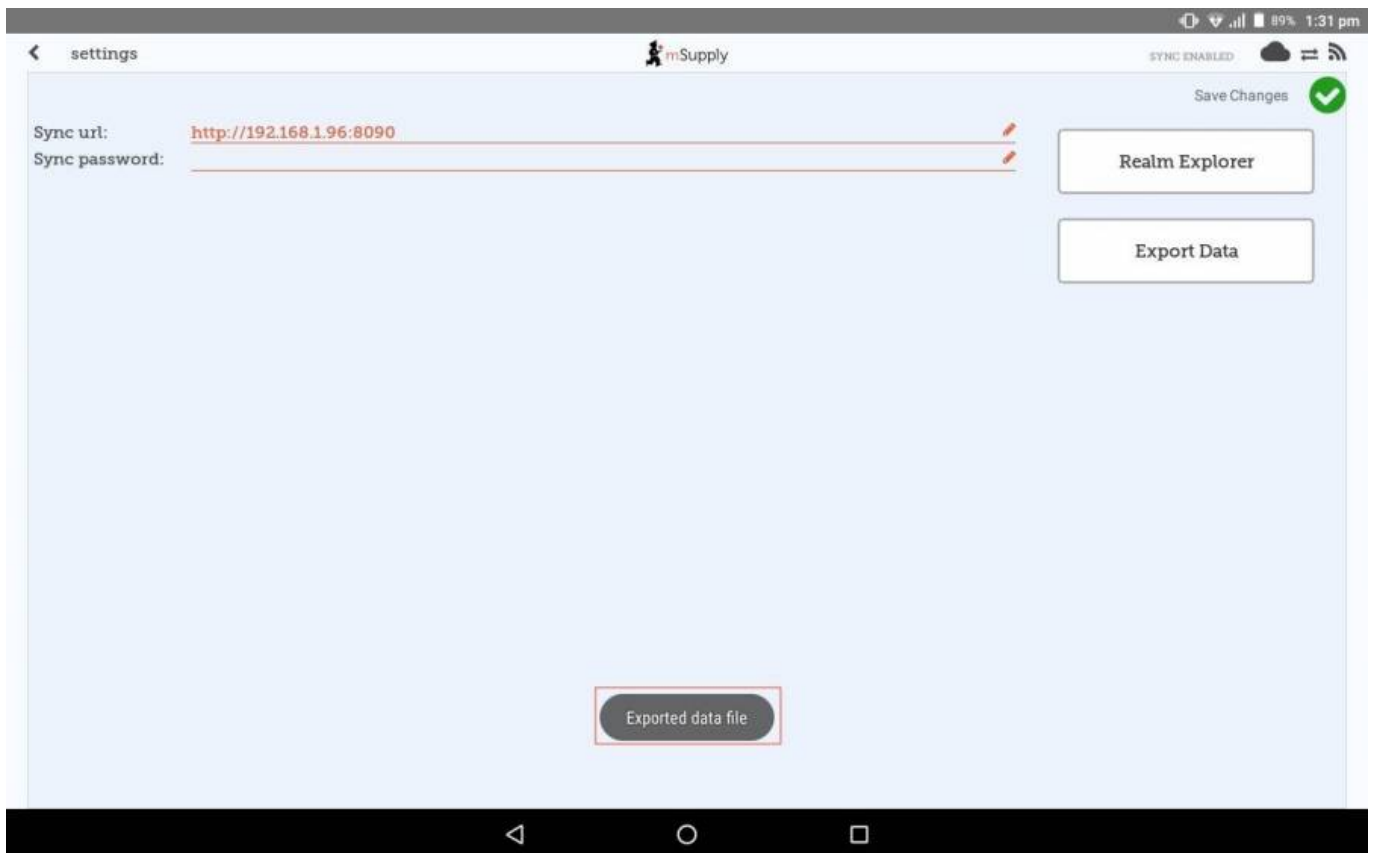 89% 1:31 pm
settings
mSupply
SYNC ENABLED
Save Changes
Sync url: http://192.168.1.96:8090
Sync password:
Realm Explorer
Export Data
Exported data file